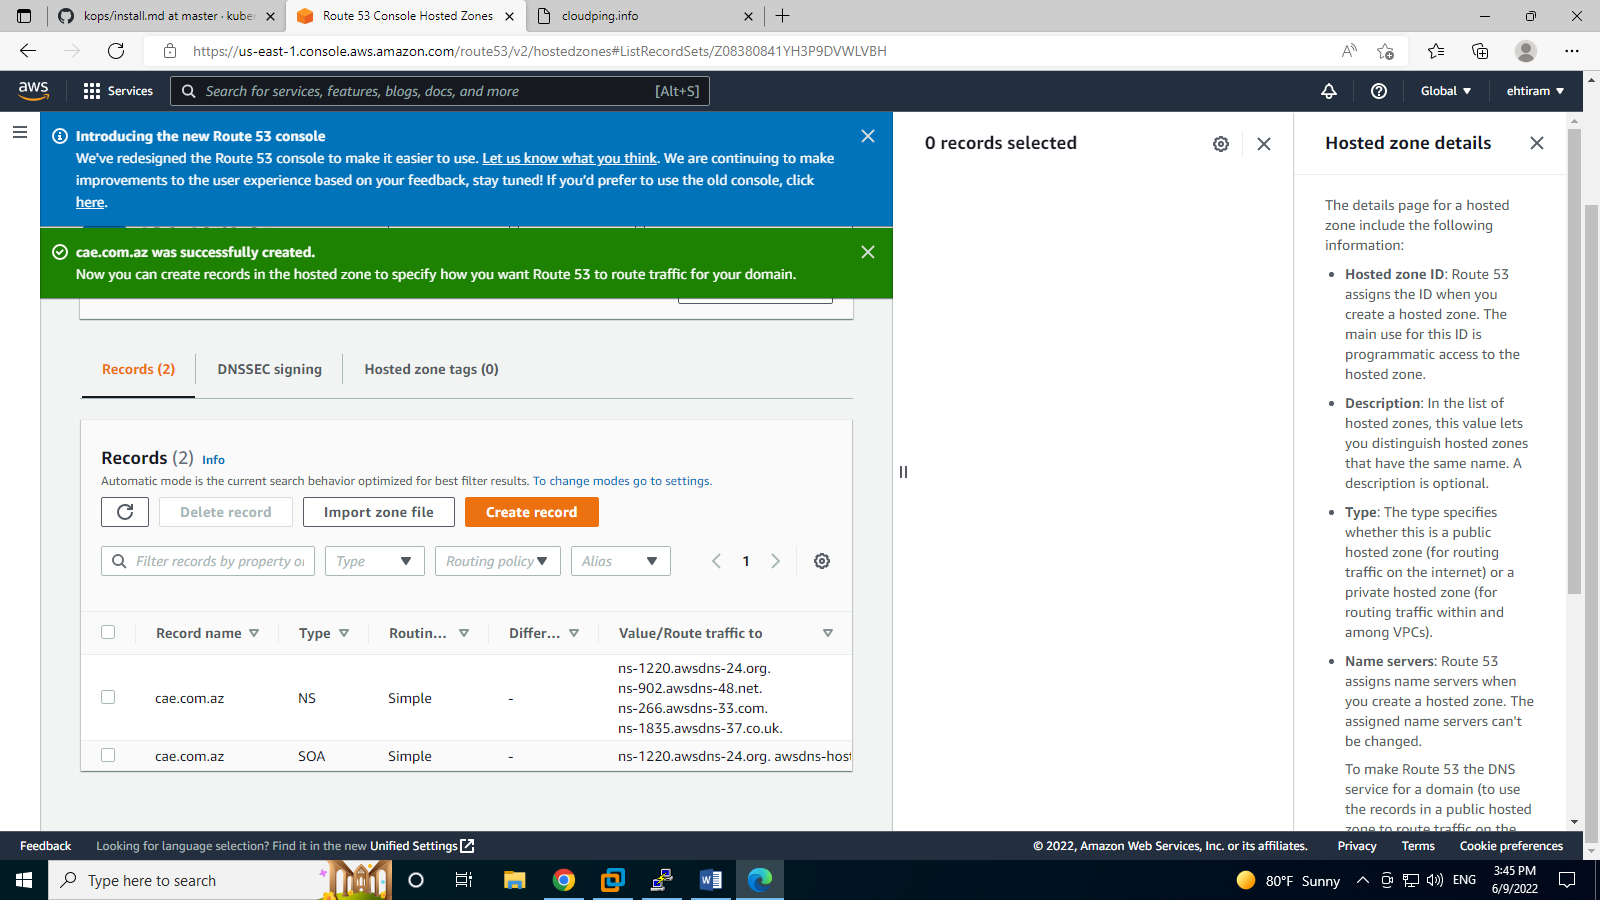 kops/install.md at master · kuber
Route 53 Console Hosted Zones
cloudping.info
https://us-east-1.console.aws.amazon.com/route53/v2/hostedzones#ListRecordSets/Z08380841YH3P9DVWLVBH
aws
Services
Search for services, features, blogs, docs, and more
[Alt+S]
Global
ehtiram
Introducing the new Route 53 console
We've redesigned the Route 53 console to make it easier to use. Let us know what you think. We are continuing to make
improvements to the user experience based on your feedback, stay tuned! If you'd prefer to use the old console, click
here.
cae.com.az was successfully created.
Now you can create records in the hosted zone to specify how you want Route 53 to route traffic for your domain.
Records (2)
DNSSEC signing
Hosted zone tags (0)
Records (2) Info
Automatic mode is the current search behavior optimized for best filter results. To change modes go to settings.
Delete record
Import zone file
Create record
Filter records by property or
Type
Routing policy
Alias
1
Record name
Type
Routin...
Differ...
Value/Route traffic to
cae.com.az
NS
Simple
-
ns-1220.awsdns-24.org.
ns-902.awsdns-48.net.
ns-266.awsdns-33.com.
ns-1835.awsdns-37.co.uk.
cae.com.az
SOA
Simple
-
ns-1220.awsdns-24.org. awsdns-host
0 records selected
Hosted zone details
The details page for a hosted
zone include the following
information:
Hosted zone ID: Route 53
assigns the ID when you
create a hosted zone. The
main use for this ID is
programmatic access to the
hosted zone.
Description: In the list of
hosted zones, this value lets
you distinguish hosted zones
that have the same name. A
description is optional.
Type: The type specifies
whether this is a public
hosted zone (for routing
traffic on the internet) or a
private hosted zone (for
routing traffic within and
among VPCs).
Name servers: Route 53
assigns name servers when
you create a hosted zone. The
assigned name servers can't
be changed.
To make Route 53 the DNS
service for a domain (to use
the records in a public hosted
zone to route traffic on the
Feedback
Looking for language selection? Find it in the new Unified Settings
© 2022, Amazon Web Services, Inc. or its affiliates.
Privacy
Terms
Cookie preferences
Type here to search
80°F Sunny
ENG
3:45 PM
6/9/2022